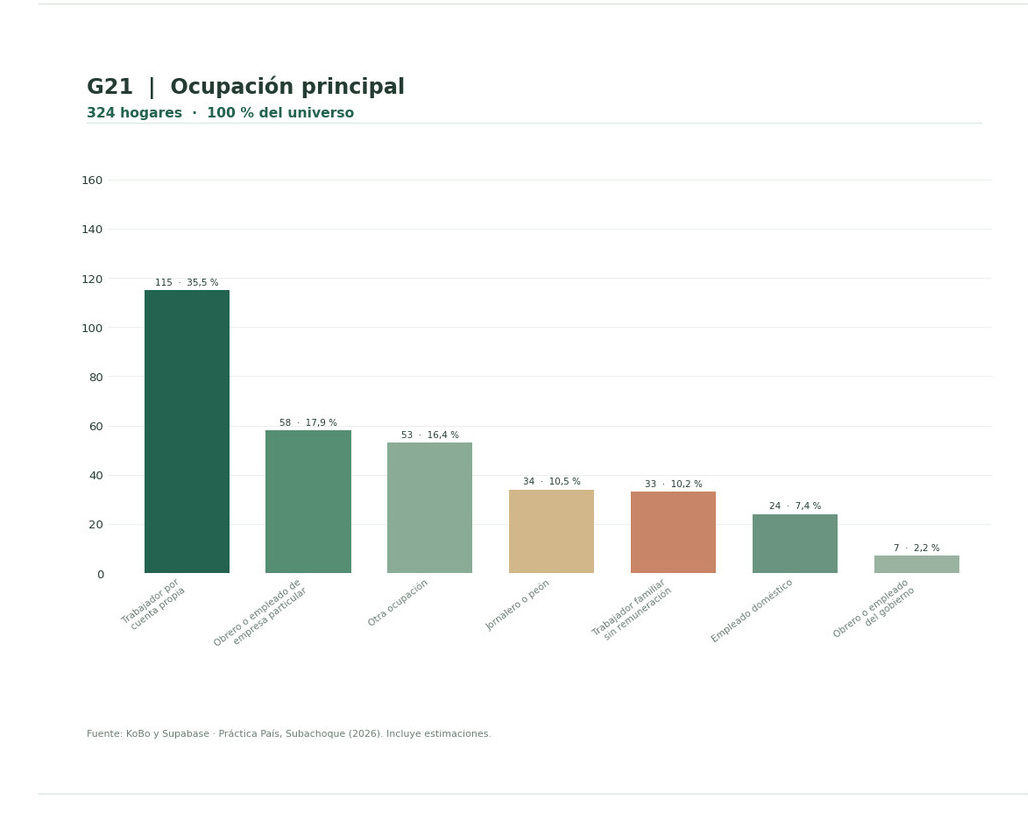 G21 | Ocupación principal
324 hogares · 100 % del universo
160
140
120
100
80
60
40
20
0
115 · 35,5 %
58 · 17,9 %
53 · 16,4 %
34 · 10,5 %
33 · 10,2 %
24 · 7,4 %
7 · 2,2 %
Trabajador por
cuenta propia
Obrero o empleado de
empresa particular
Otra ocupación
Jornalero o peón
Trabajador familiar
sin remuneración
Empleado doméstico
Obrero o empleado
del gobierno
Fuente: KoBo y Supabase · Práctica País, Subachoque (2026). Incluye estimaciones.